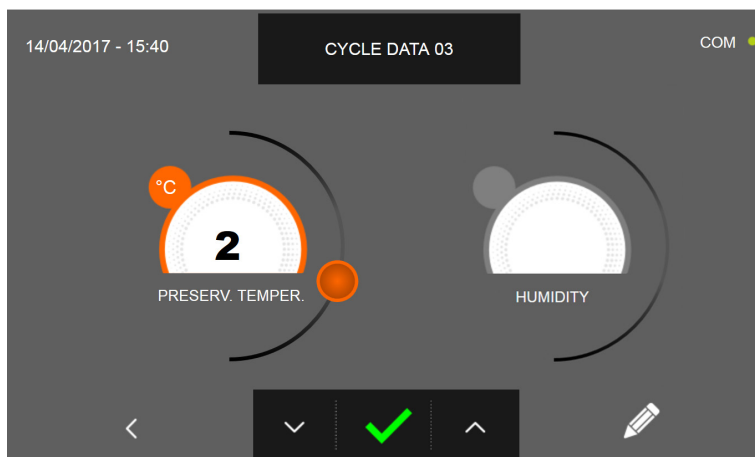 14/04/2017 - 15:40
CYCLE DATA 03
COM
°C
2
PRESERV. TEMPER.
HUMIDITY